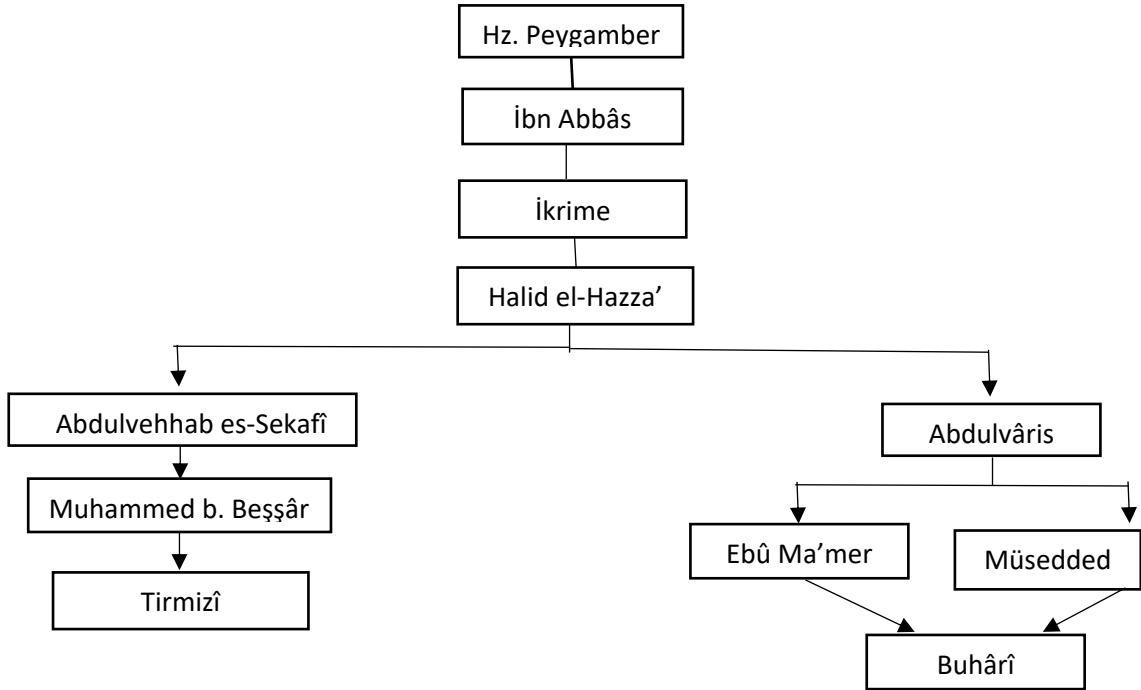 Hz. Peygamber
İbn Abbâs
İkrime
Halid el-Hazza’
Abdulvehhab es-Sekafî
Abdulvâris
Muhammed b. Beşşâr
Ebû Ma’mer
Müsedded
Tirmizî
Buhârî